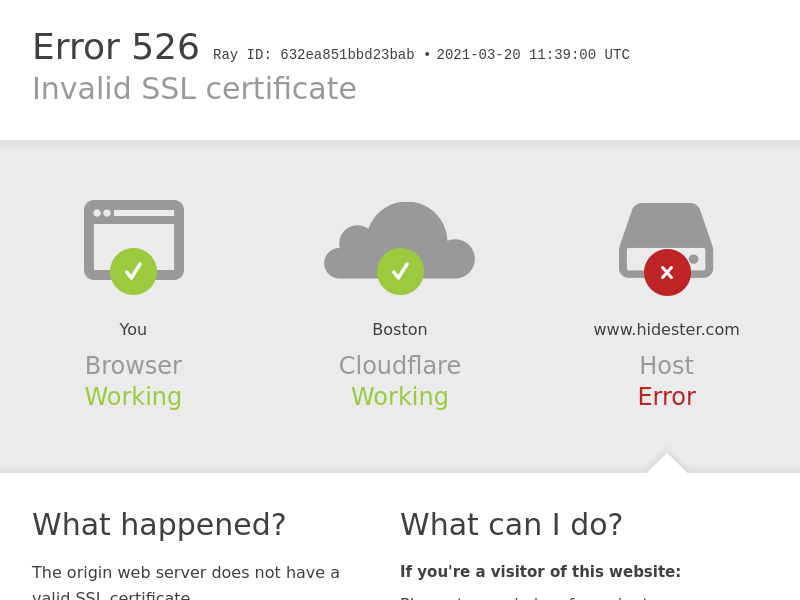 Error 526 Ray ID: 632ea851bbd23bab • 2021-03-20 11:39:00 UTC
Invalid SSL certificate
You
Browser
Working
Boston
Cloudflare
Working
www.hidester.com
Host
Error
What happened?
The origin web server does not have a
valid SSL certificate.
What can I do?
If you're a visitor of this website: